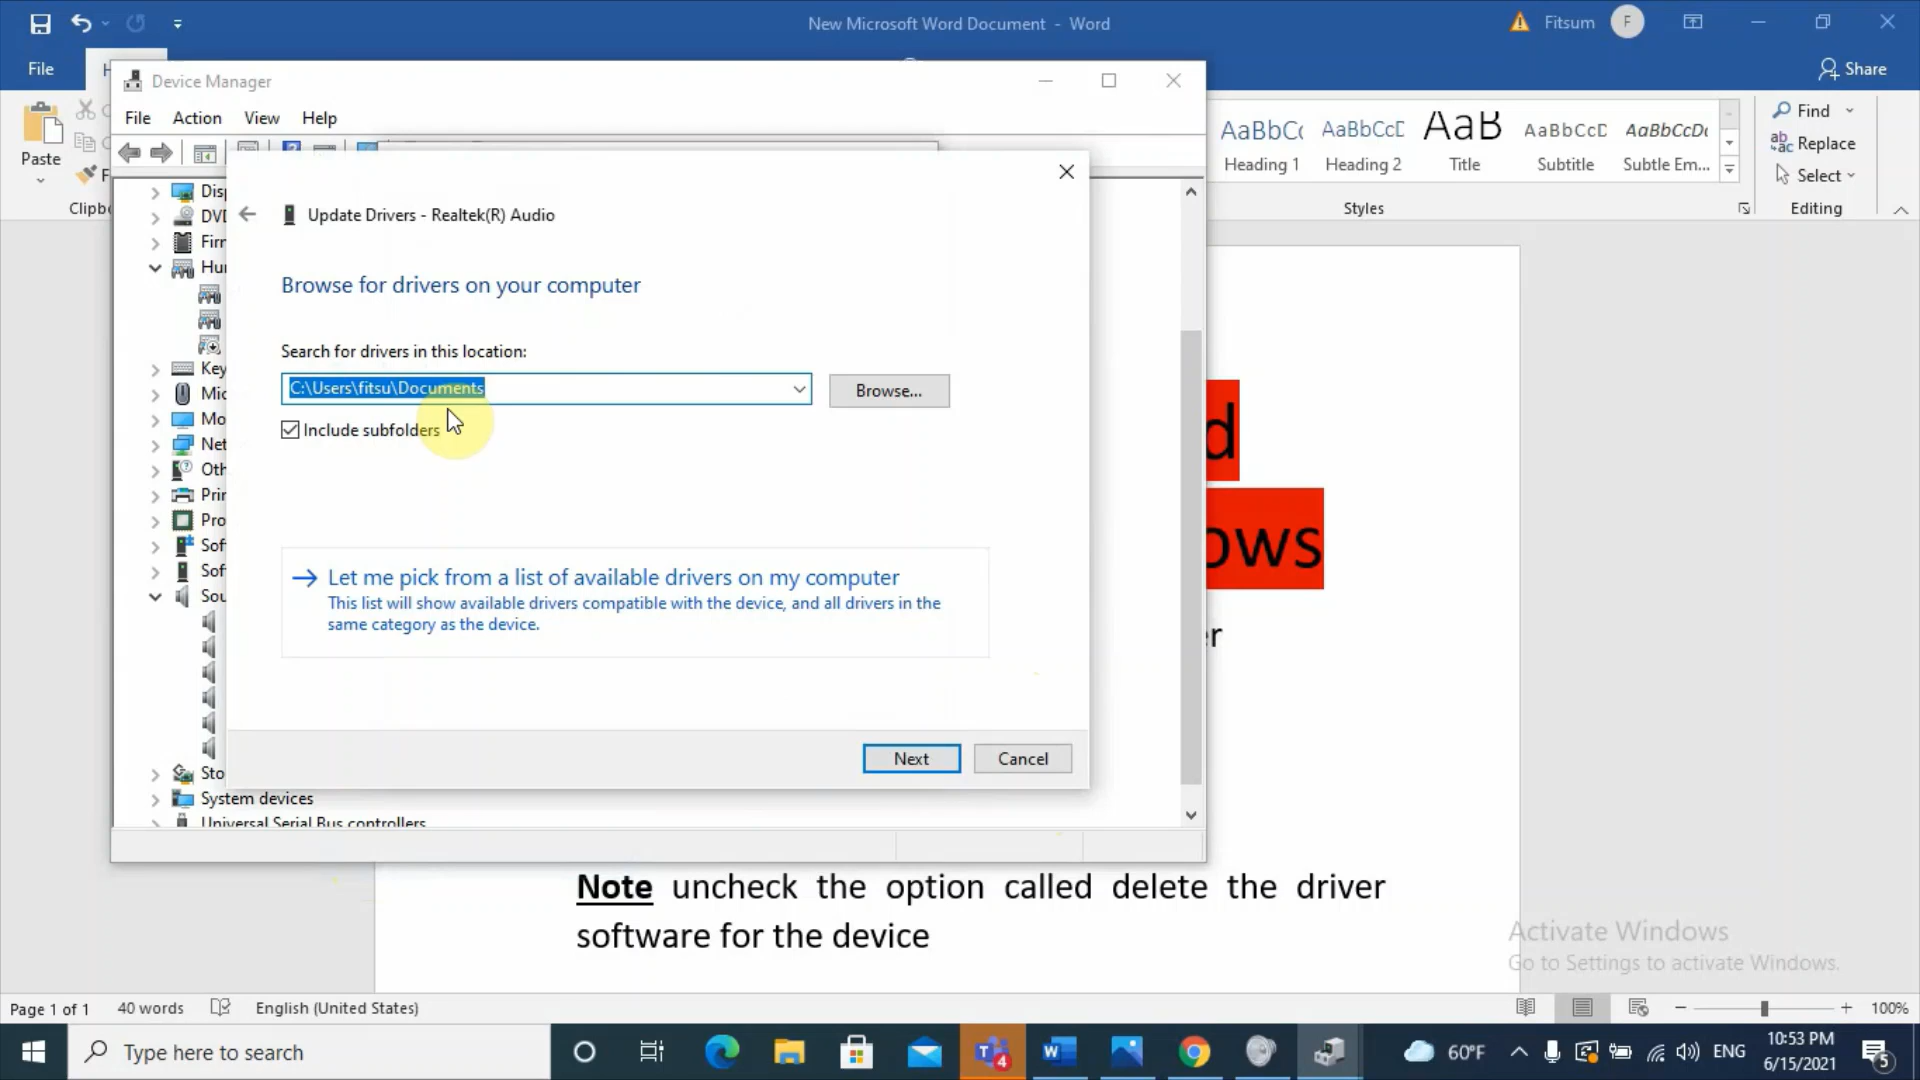 New Microsoft Word Document - Word
Fitsum
F
File
Share
Device Manager
File Action View Help
Paste
Find
Replace
Select
AaBbCc Heading 1
AaBbCcD Heading 2
AaB Title
AaBbCcD Subtitle
AaBbCcDc Subtle Em...
Styles
Editing
Update Drivers - Realtek(R) Audio
Browse for drivers on your computer
Search for drivers in this location:
C:\Users\fitsu\Documents
Browse...
Include subfolders
Let me pick from a list of available drivers on my computer
This list will show available drivers compatible with the device, and all drivers in the
same category as the device.
Next
Cancel
System devices
Universal Serial Bus controllers
Note uncheck the option called delete the driver
software for the device
Activate Windows
Go to Settings to activate Windows.
Page 1 of 1 40 words English (United States) 100%
Type here to search
4
60°F
ENG
10:53 PM
6/15/2021
5